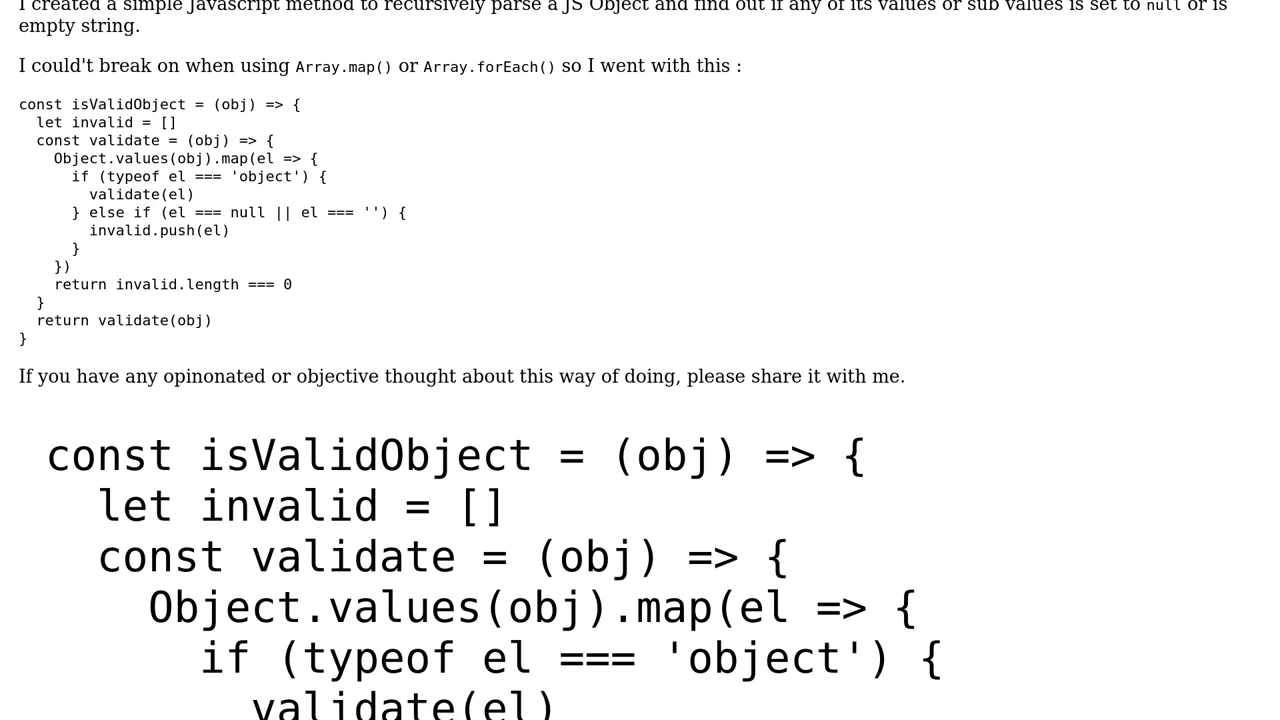 I created a simple Javascript method to recursively parse a JS Object and find out if any of its values or sub values is set to null or is
empty string.
I could't break on when using Array.map() or Array.forEach() so I went with this :
const isValidObject = (obj) => {
  let invalid = []
  const validate = (obj) => {
    Object.values(obj).map(el => {
      if (typeof el === 'object') {
        validate(el)
      } else if (el === null || el === '') {
        invalid.push(el)
      }
    })
    return invalid.length === 0
  }
  return validate(obj)
}
If you have any opinonated or objective thought about this way of doing, please share it with me.
const isValidObject = (obj) => {
  let invalid = []
  const validate = (obj) => {
    Object.values(obj).map(el => {
      if (typeof el === 'object') {
        validate(el)